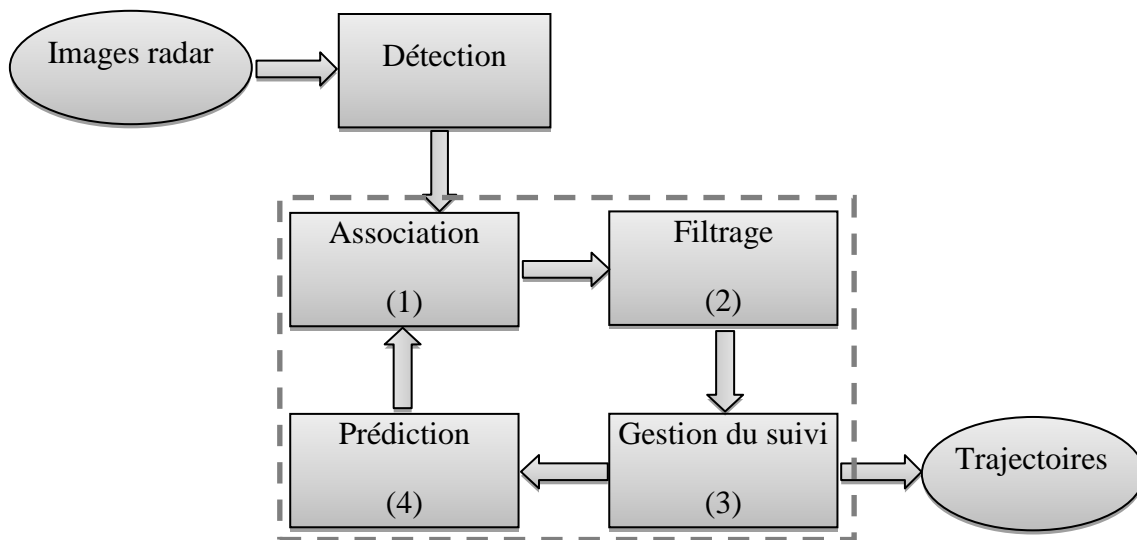 Images radar
Détection
Association
(1)
Filtrage
(2)
Prédiction
(4)
Gestion du suivi
(3)
Trajectoires